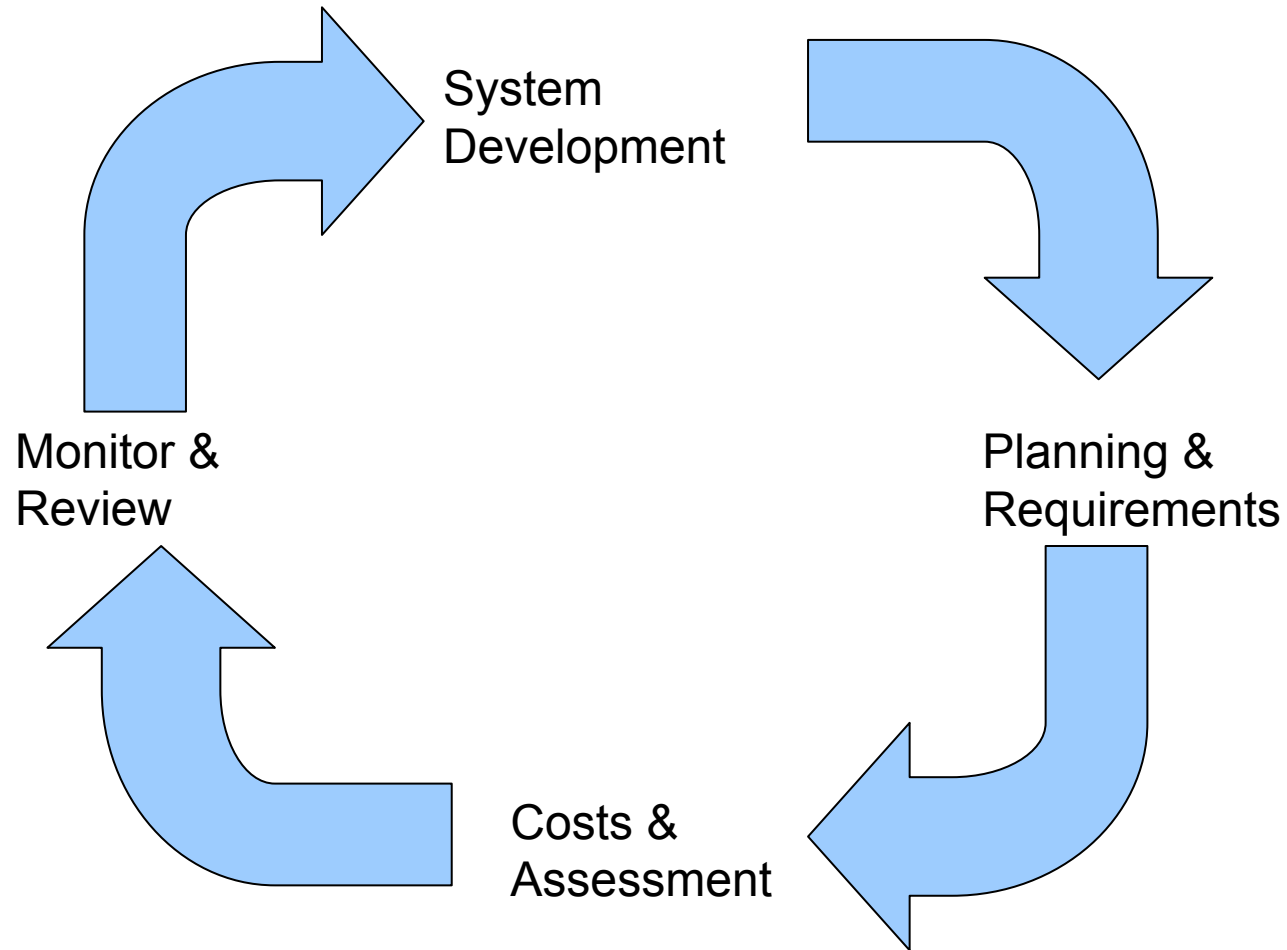 System
Development
Planning &
Requirements
Costs &
Assessment
Monitor &
Review